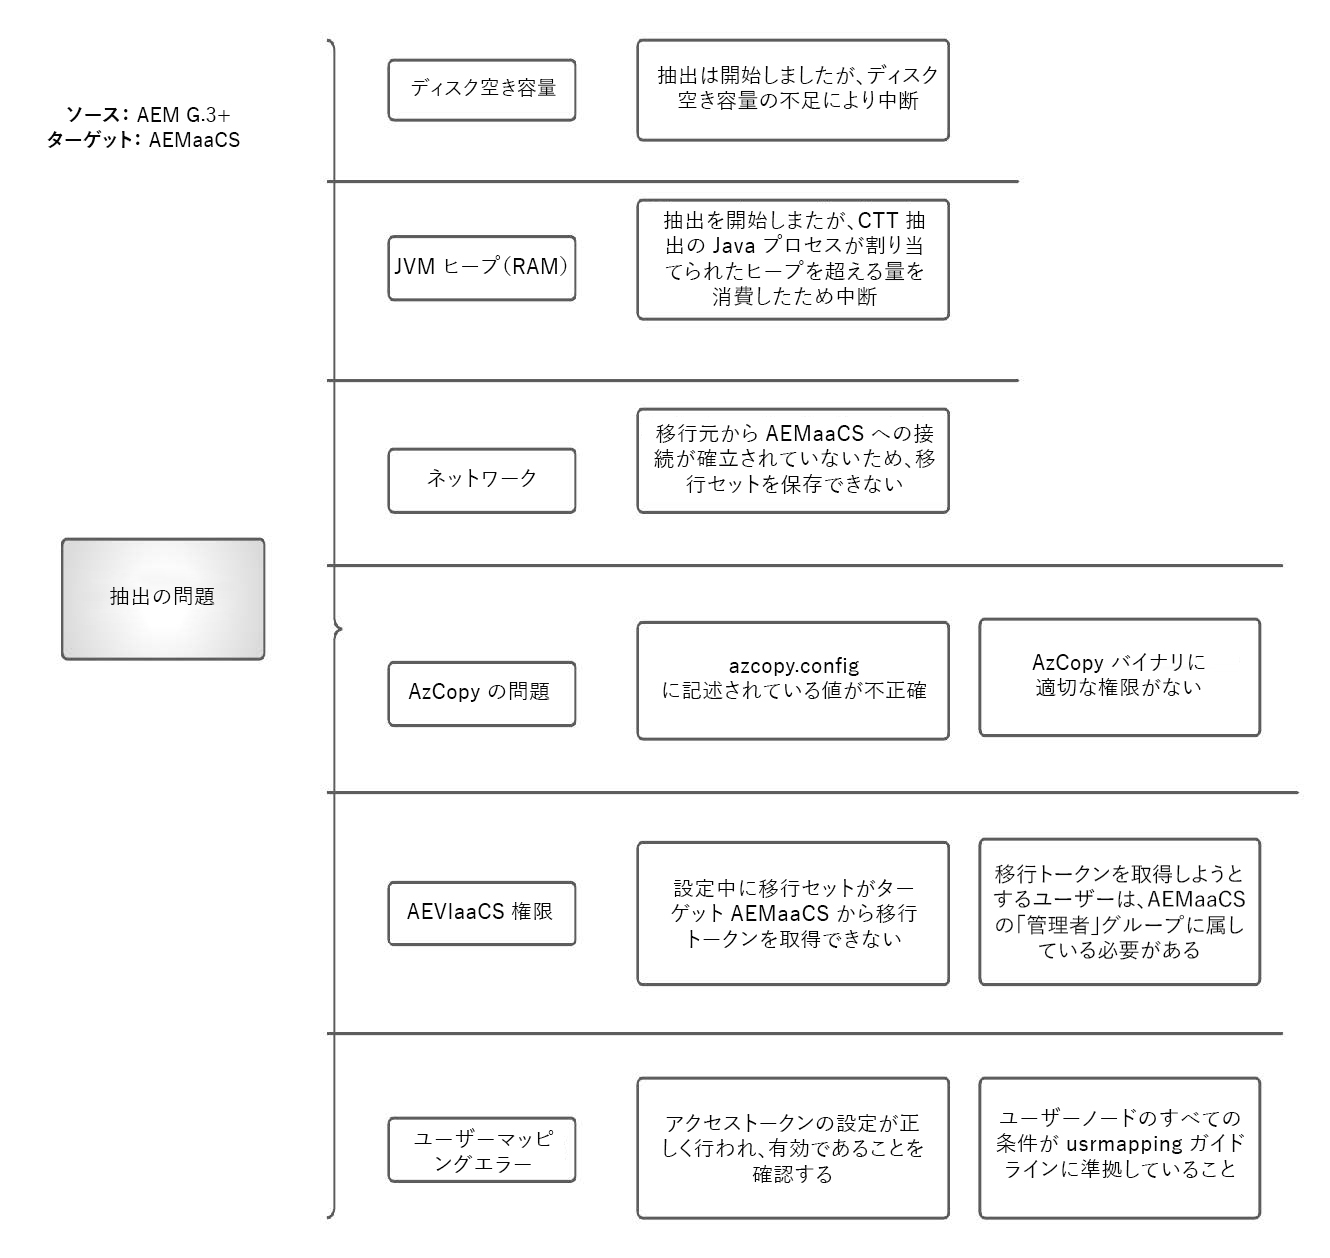 ソース： AEM G.3+
ターゲット： AEMaaCS
抽出の問題
ディスク空き容量
抽出は開始しましたが、ディスク
空き容量の不足により中断
JVM ヒープ（RAM）
抽出を開始しまたが、CTT 抽
出の Java プロセスが割り当
てられたヒープを超える量を
消費したため中断
ネットワーク
移行元から AEMaaCS への接
続が確立されていないため、移
行セットを保存できない
AzCopy の問題
azcopy.config
に記述されている値が不正確
AzCopy バイナリに
適切な権限がない
AEVIaaCS 権限
設定中に移行セットがター
ゲット AEMaaCS から移行
トークンを取得できない
移行トークンを取得しようと
するユーザーは、AEMaaCS
の「管理者」グループに属し
ている必要がある
ユーザーマッピ
ングエラー
アクセストークンの設定が正
しく行われ、有効であることを
確認する
ユーザーノードのすべての
条件が usrmapping ガイド
ラインに準拠していること